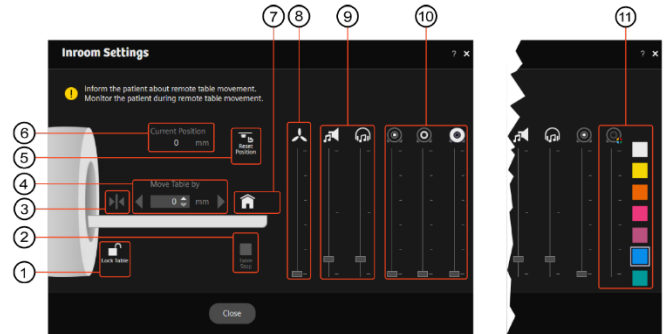 7
8
9
10
11
Inroom Settings
? ×
? ×
Inform the patient about remote table movement.
Monitor the patient during remote table movement.
6
Current Position
0 mm
5
Reset
Position
4
Move Table by
0 mm
3
2
1
Lock Table
Table
Stop
Close